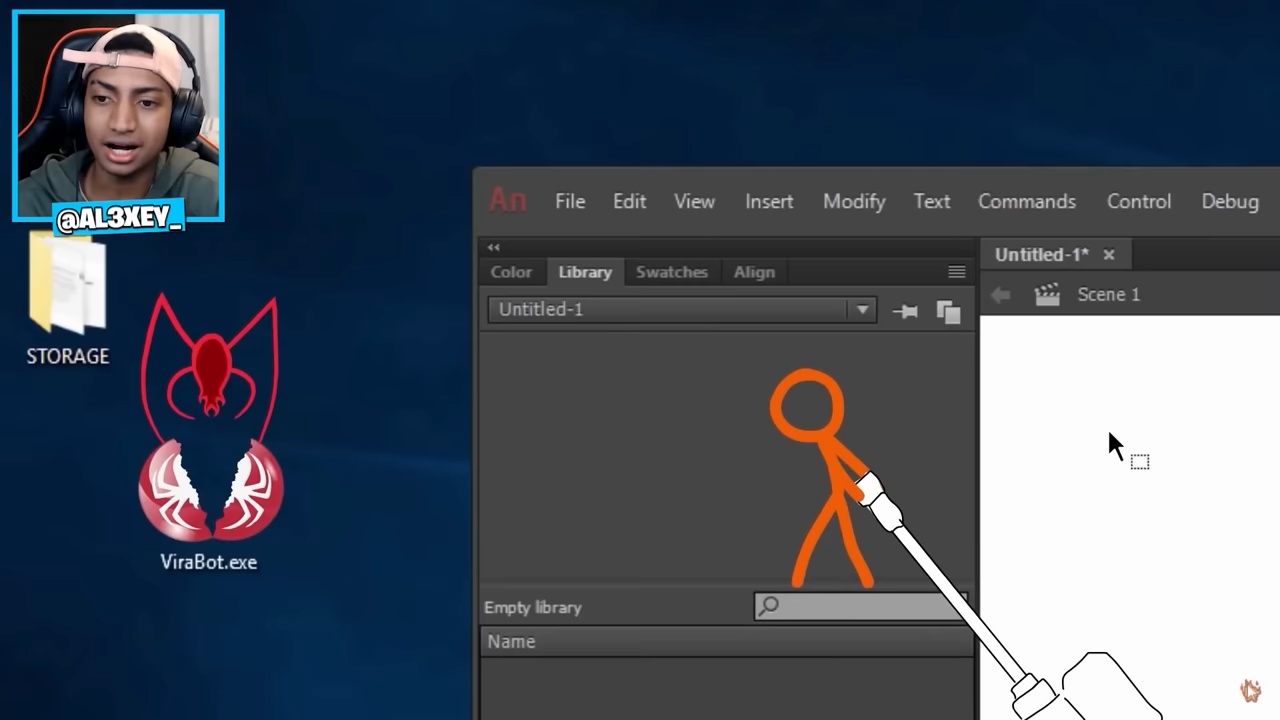 @AL3XEY_
STORAGE
ViraBot.exe
An File Edit View Insert Modify Text Commands Control Debug
Color Library Swatches Align
Untitled-1* ×
Untitled-1
Scene 1
Empty library
Name